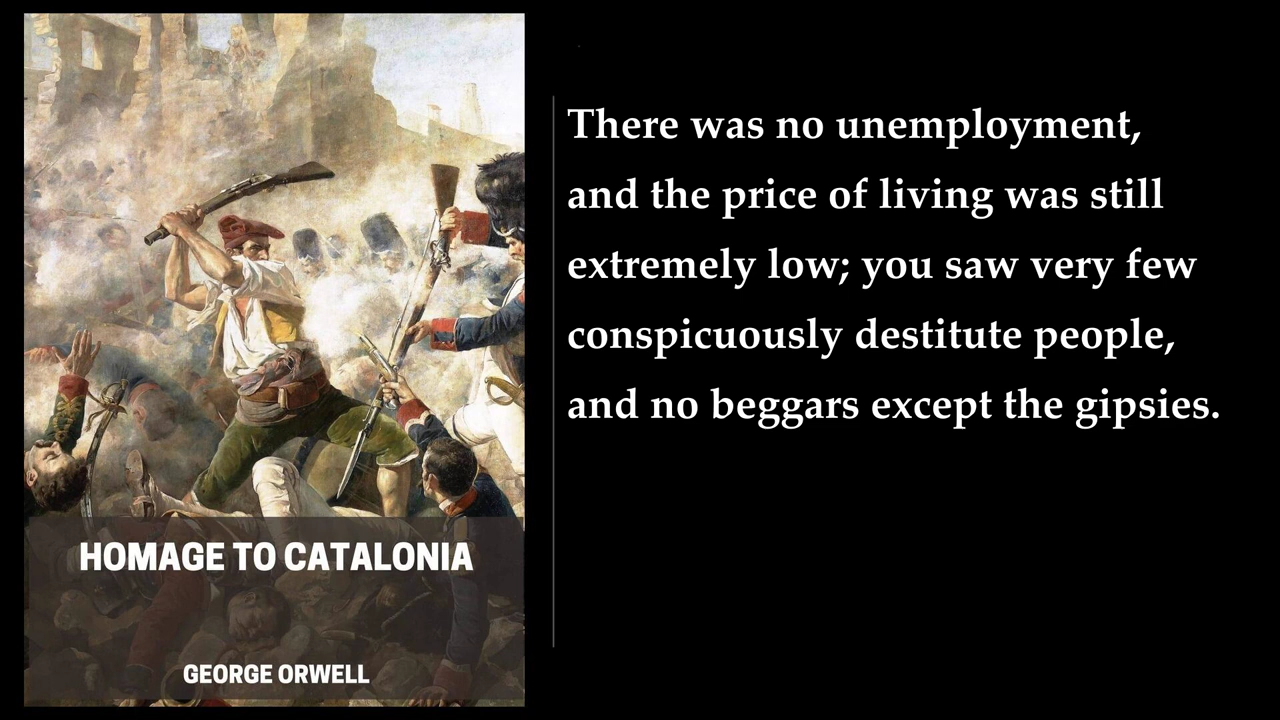 HOMAGE TO CATALONIA
GEORGE ORWELL
There was no unemployment,
and the price of living was still
extremely low; you saw very few
conspicuously destitute people,
and no beggars except the gipsies.